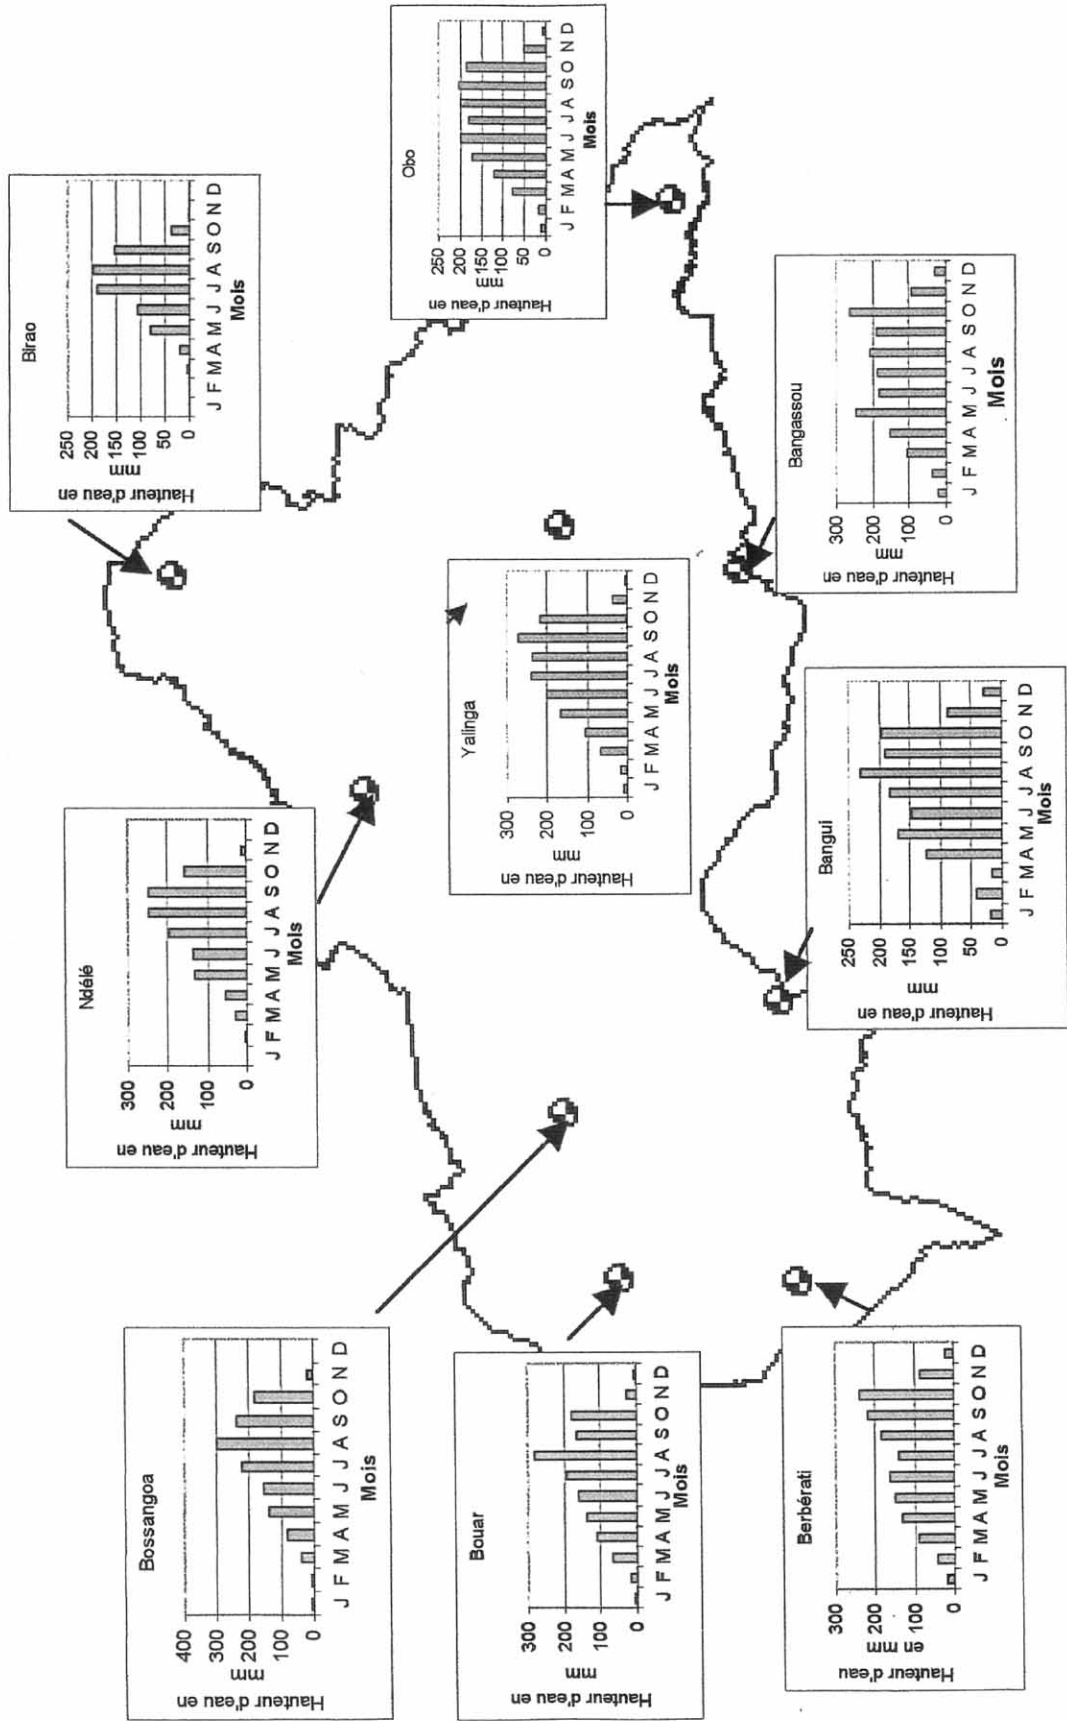 Bossangoa
Hauteur d'eau en
mm
400
300
200
100
0
J F M A M J J A S O N D
Mois
Ndélé
Hauteur d'eau en
mm
300
200
100
0
J F M A M J J A S O N D
Mois
Birao
Hauteur d'eau en
mm
250
200
150
100
50
0
J F M A M J J A S O N D
Mois
Bouar
Hauteur d'eau en
mm
300
200
100
0
J F M A M J J A S O N D
Mois
Yalinga
Hauteur d'eau en
mm
300
200
100
0
J F M A M J J A S O N D
Mois
Obo
Hauteur d'eau en
mm
250
200
150
100
50
0
J F M A M J J A S O N D
Mois
Berbérati
Hauteur d'eau
en mm
300
200
100
0
J F M A M J J A S O N D
Mois
Bangui
Hauteur d'eau en
mm
250
200
150
100
50
0
J F M A M J J A S O N D
Mois
Bangassou
Hauteur d'eau en
mm
300
200
100
0
J F M A M J J A S O N D
Mois